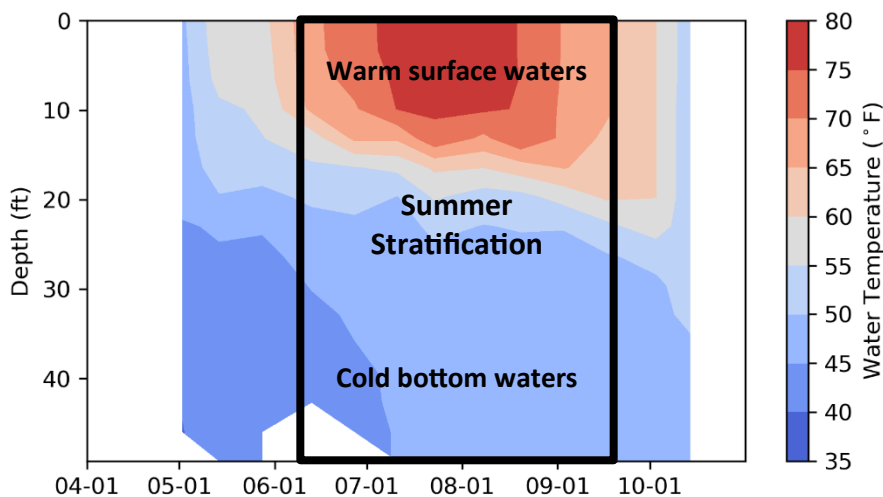 0
10
20
30
40
Depth (ft)
Warm surface waters
Summer
Stratification
Cold bottom waters
04-01 05-01 06-01 07-01 08-01 09-01 10-01
80
75
70
65
60
55
50
45
40
35
Water Temperature (°F)